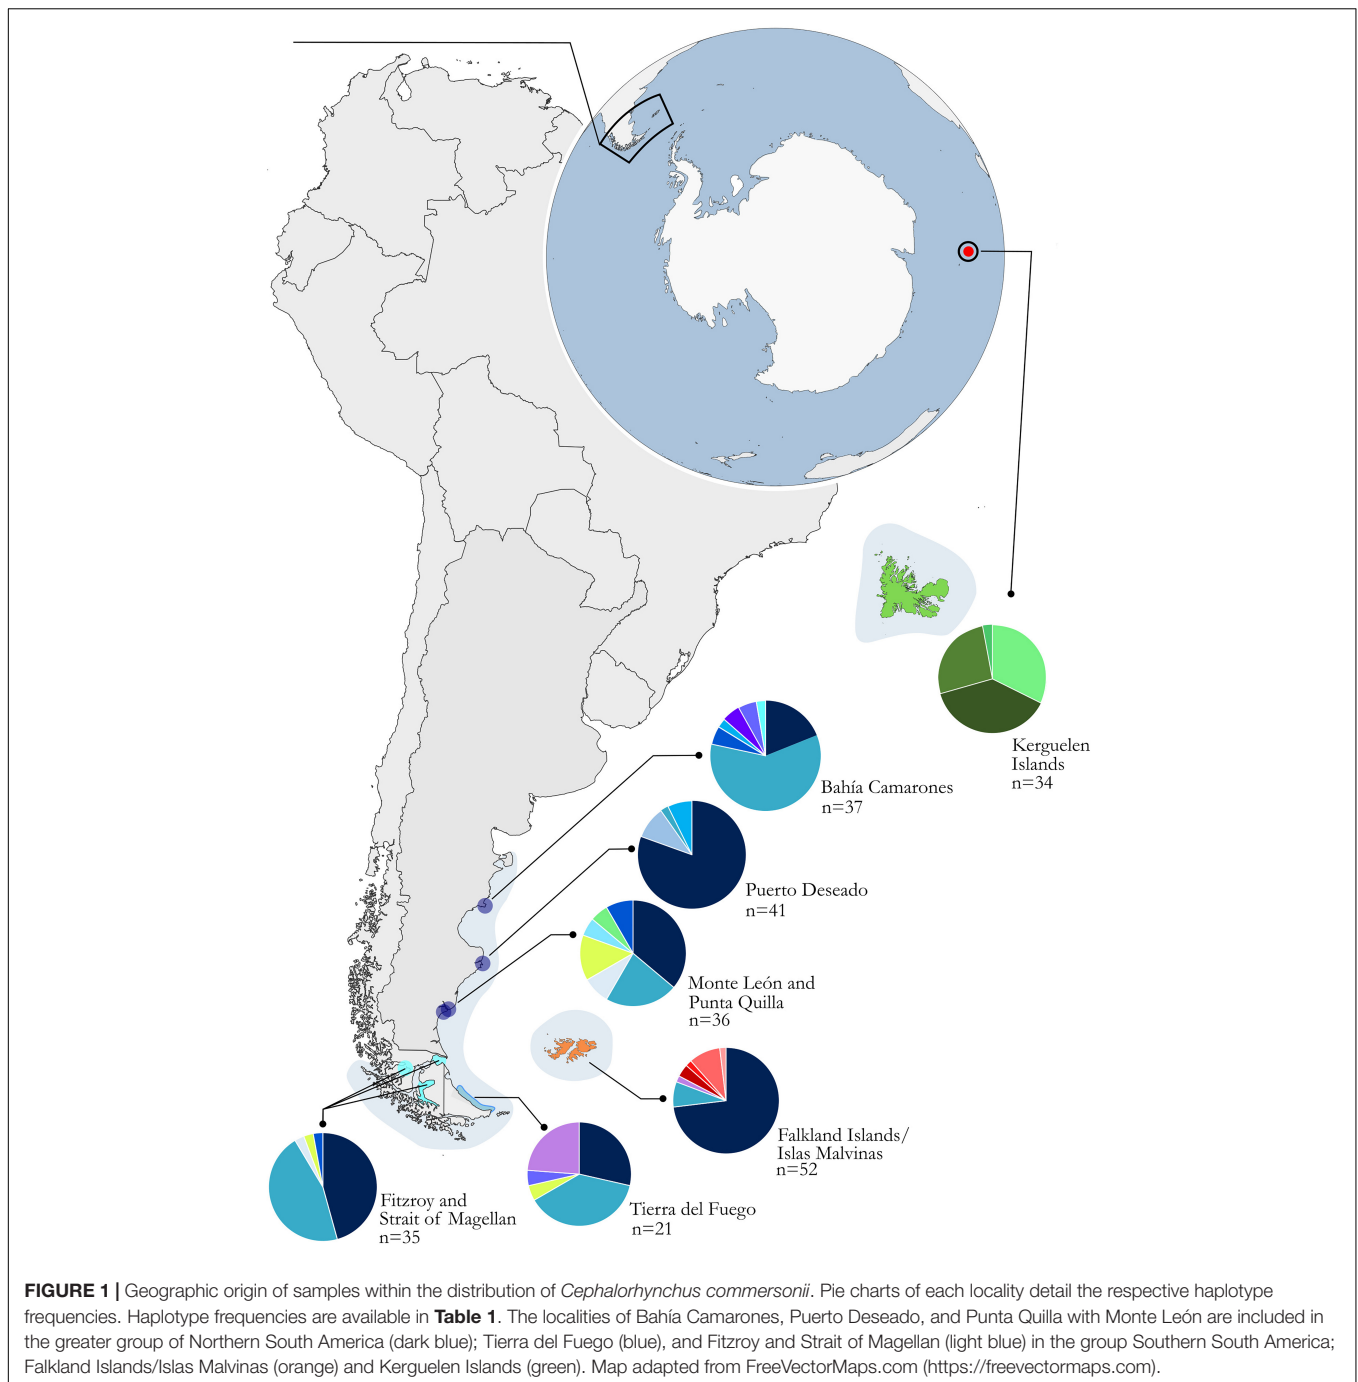 Kerguelen
Islands
n=34
Bahía Camarones
n=37
Puerto Deseado
n=41
Monte León and
Punta Quilla
n=36
Falkland Islands/
Islas Malvinas
n=52
Tierra del Fuego
n=21
Fitzroy and
Strait of Magellan
n=35
FIGURE 1 | Geographic origin of samples within the distribution of Cephalorhynchus commersonii. Pie charts of each locality detail the respective haplotype
frequencies. Haplotype frequencies are available in Table 1. The localities of Bahía Camarones, Puerto Deseado, and Punta Quilla with Monte León are included in
the greater group of Northern South America (dark blue); Tierra del Fuego (blue), and Fitzroy and Strait of Magellan (light blue) in the group Southern South America;
Falkland Islands/Islas Malvinas (orange) and Kerguelen Islands (green). Map adapted from FreeVectorMaps.com (https://freevectormaps.com).